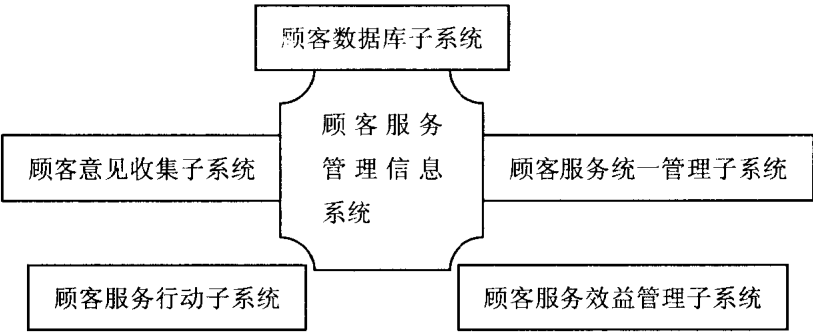 顾客数据库子系统
顾客服务
管理信息
系统
顾客意见收集子系统
顾客服务统一管理子系统
顾客服务行动子系统
顾客服务效益管理子系统